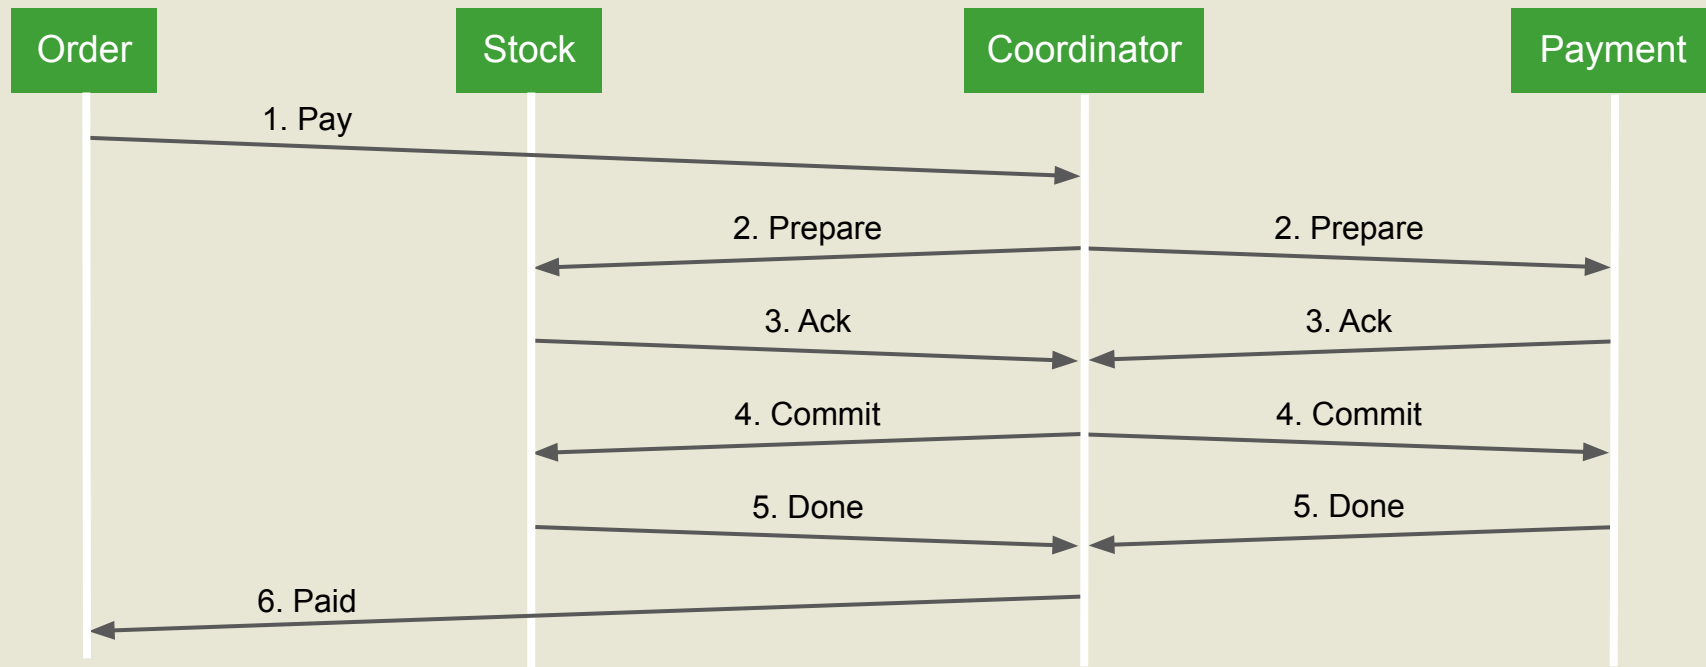 Order
Stock
Coordinator
Payment
1. Pay
2. Prepare
2. Prepare
3. Ack
3. Ack
4. Commit
4. Commit
5. Done
5. Done
6. Paid